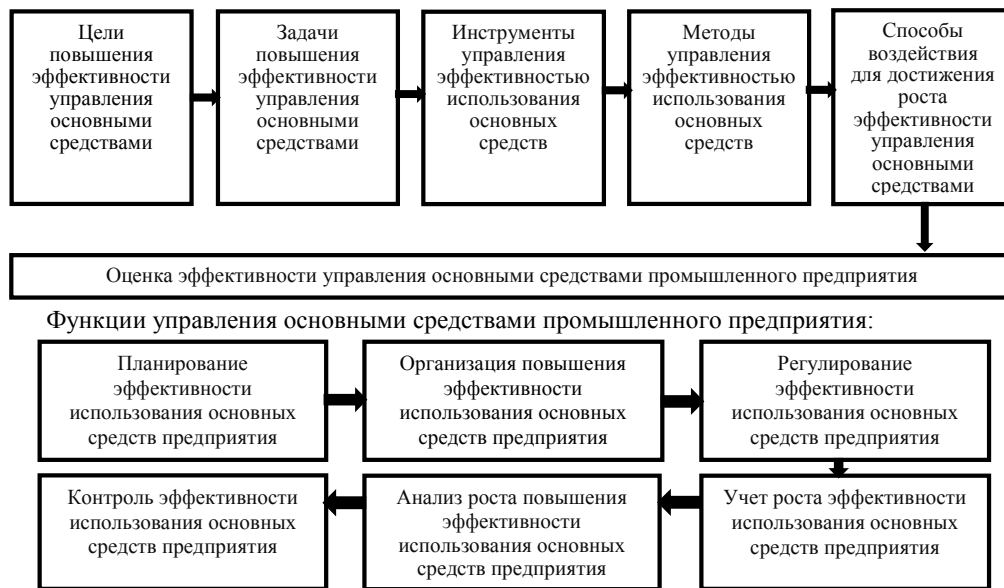 Цели
повышения
эффективности
управления
основными
средствами
Задачи
повышения
эффективности
управления
основными
средствами
Инструменты
управления
эффективностью
использования
основных
средств
Методы
управления
эффективностью
использования
основных
средств
Способы
воздействия
для достижения
роста
эффективности
управления
основными
средствами
Оценка эффективности управления основными средствами промышленного предприятия
Функции управления основными средствами промышленного предприятия:
Планирование
эффективности
использования основных
средств предприятия
Организация повышения
эффективности
использования основных
средств предприятия
Регулирование
эффективности
использования основных
средств предприятия
Контроль эффективности
использования основных
средств предприятия
Анализ роста повышения
эффективности
использования основных
средств предприятия
Учет роста эффективности
использования основных
средств предприятия